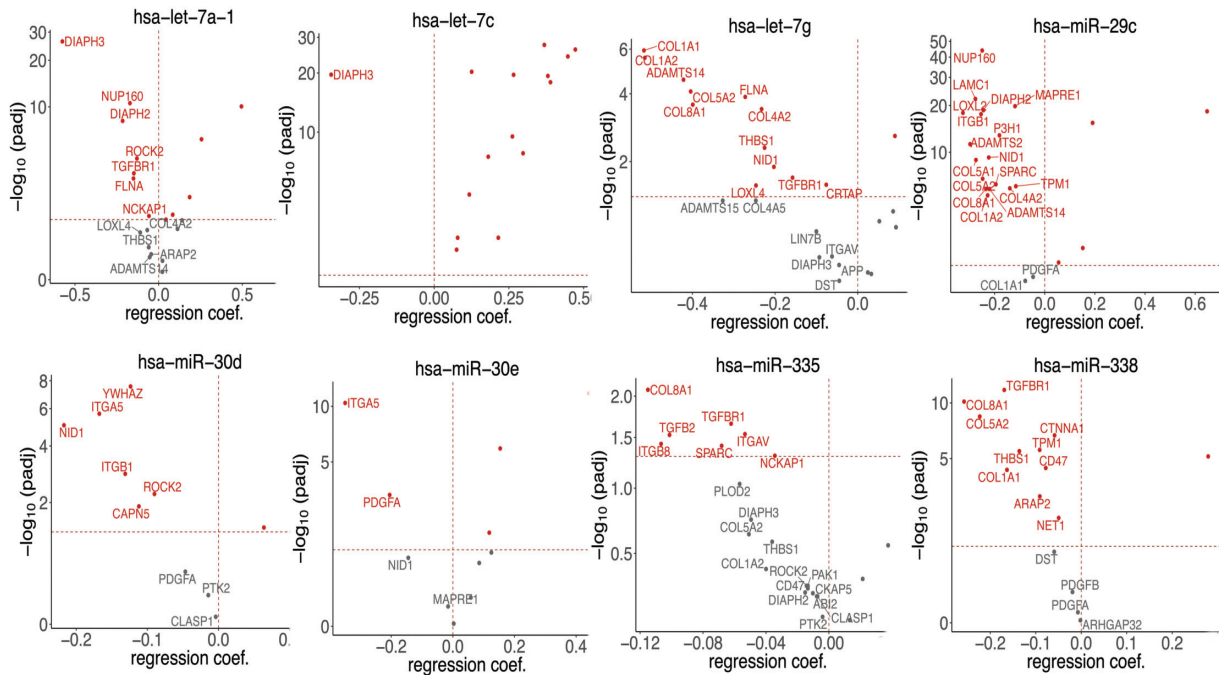 hsa−let−7a−1
30
20
10
0
−log10 (padj)
DIAPH3
NUP160
DIAPH2
ROCK2
TGFBR1
FLNA
NCKAP1
LOXL4
COL4A2
THBS1
ARAP2
ADAMTS14
−0.5
0.0
0.5
regression coef.
hsa−let−7c
30
20
10
0
−log10 (padj)
DIAPH3
0.00
0.25
0.50
regression coef.
hsa−let−7g
6
4
2
−log10 (padj)
COL1A1
COL1A2
ADAMTS14
COL5A2
FLNA
COL8A1
COL4A2
THBS1
NID1
TGFBR1
LOXL4
CRTAP
ADAMTS15
COL4A5
LIN7B
ITGAV
DIAPH3
APP
DST
−0.4
−0.2
0.0
regression coef.
hsa−miR−29c
50
40
30
20
10
0
−log10 (padj)
NUP160
LAMC1
LOXL2
DIAPH2
MAPRE1
ITGB1
P3H1
ADAMTS2
NID1
COL5A1
SPARC
COL5A2
TPM1
COL8A1
COL4A2
COL1A2
ADAMTS14
PDGFA
COL1A1
−0.2
0.0
0.2
0.4
0.6
regression coef.
hsa−miR−30d
8
6
4
2
0
−log10 (padj)
YWHAZ
ITGA5
NID1
ITGB1
ROCK2
CAPN5
PDGFA
PTK2
CLASP1
−0.2
−0.1
0.0
regression coef.
hsa−miR−30e
10
5
0
−log10 (padj)
ITGA5
PDGFA
NID1
MAPRE1
−0.2
0.0
0.2
0.4
regression coef.
hsa−miR−335
2.0
1.5
1.0
0.5
−log10 (padj)
COL8A1
TGFBR1
TGFB2
ITGAV
ITGB8
SPARC
NCKAP1
PLOD2
DIAPH3
COL5A2
THBS1
COL1A2
ROCK2
PAK1
CD47
CKAP5
DIAPH2
ABI2
CLASP1
PTK2
−0.12
−0.08
−0.04
0.00
regression coef.
hsa−miR−338
10
5
0
−log10 (padj)
TGFBR1
COL8A1
COL5A2
CTNNA1
TPM1
THBS1
CD47
COL1A1
ARAP2
NET1
DST
PDGFB
PDGFA
ARHGAP32
−0.2
−0.1
0.0
0.2
regression coef.